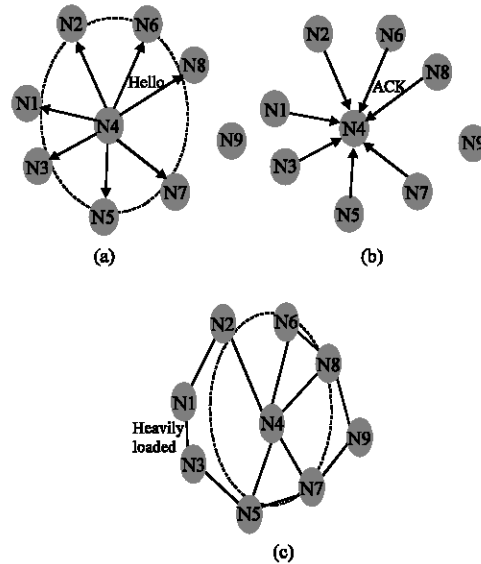 N2
N6
N8
Hello
N1
N4
N9
N3
N7
N5
(a)
N2
N6
N8
ACK
N1
N4
N9
N3
N7
N5
(b)
N2
N6
N8
N1
N4
Heavily
loaded
N9
N3
N7
N5
(c)